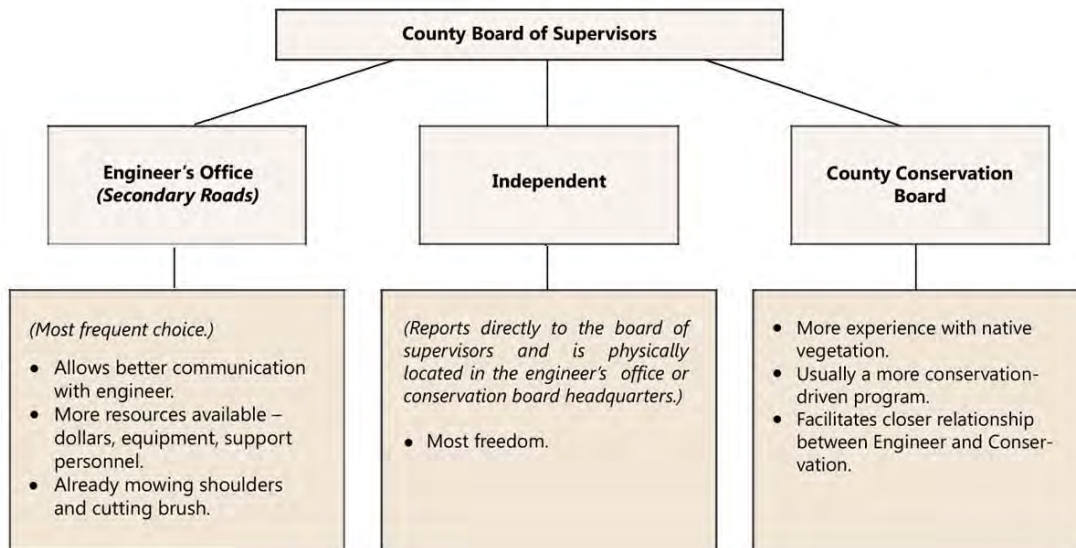 County Board of Supervisors
Engineer's Office
(Secondary Roads)
Independent
County Conservation
Board
(Most frequent choice.)
• Allows better communication
with engineer.
• More resources available –
dollars, equipment, support
personnel.
• Already mowing shoulders
and cutting brush.
(Reports directly to the board of
supervisors and is physically
located in the engineer's office or
conservation board headquarters.)
• Most freedom.
• More experience with native
vegetation.
• Usually a more conservation-
driven program.
• Facilitates closer relationship
between Engineer and Conser-
vation.